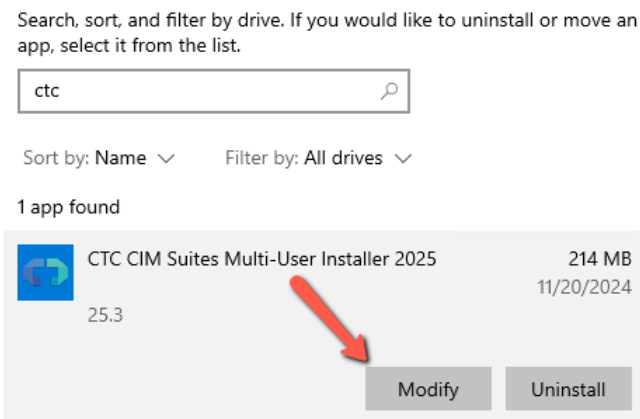 Search, sort, and filter by drive. If you would like to uninstall or move an
app, select it from the list.
ctc
Sort by: Name Filter by: All drives
1 app found
CTC CIM Suites Multi-User Installer 2025 214 MB
11/20/2024
25.3
Modify Uninstall